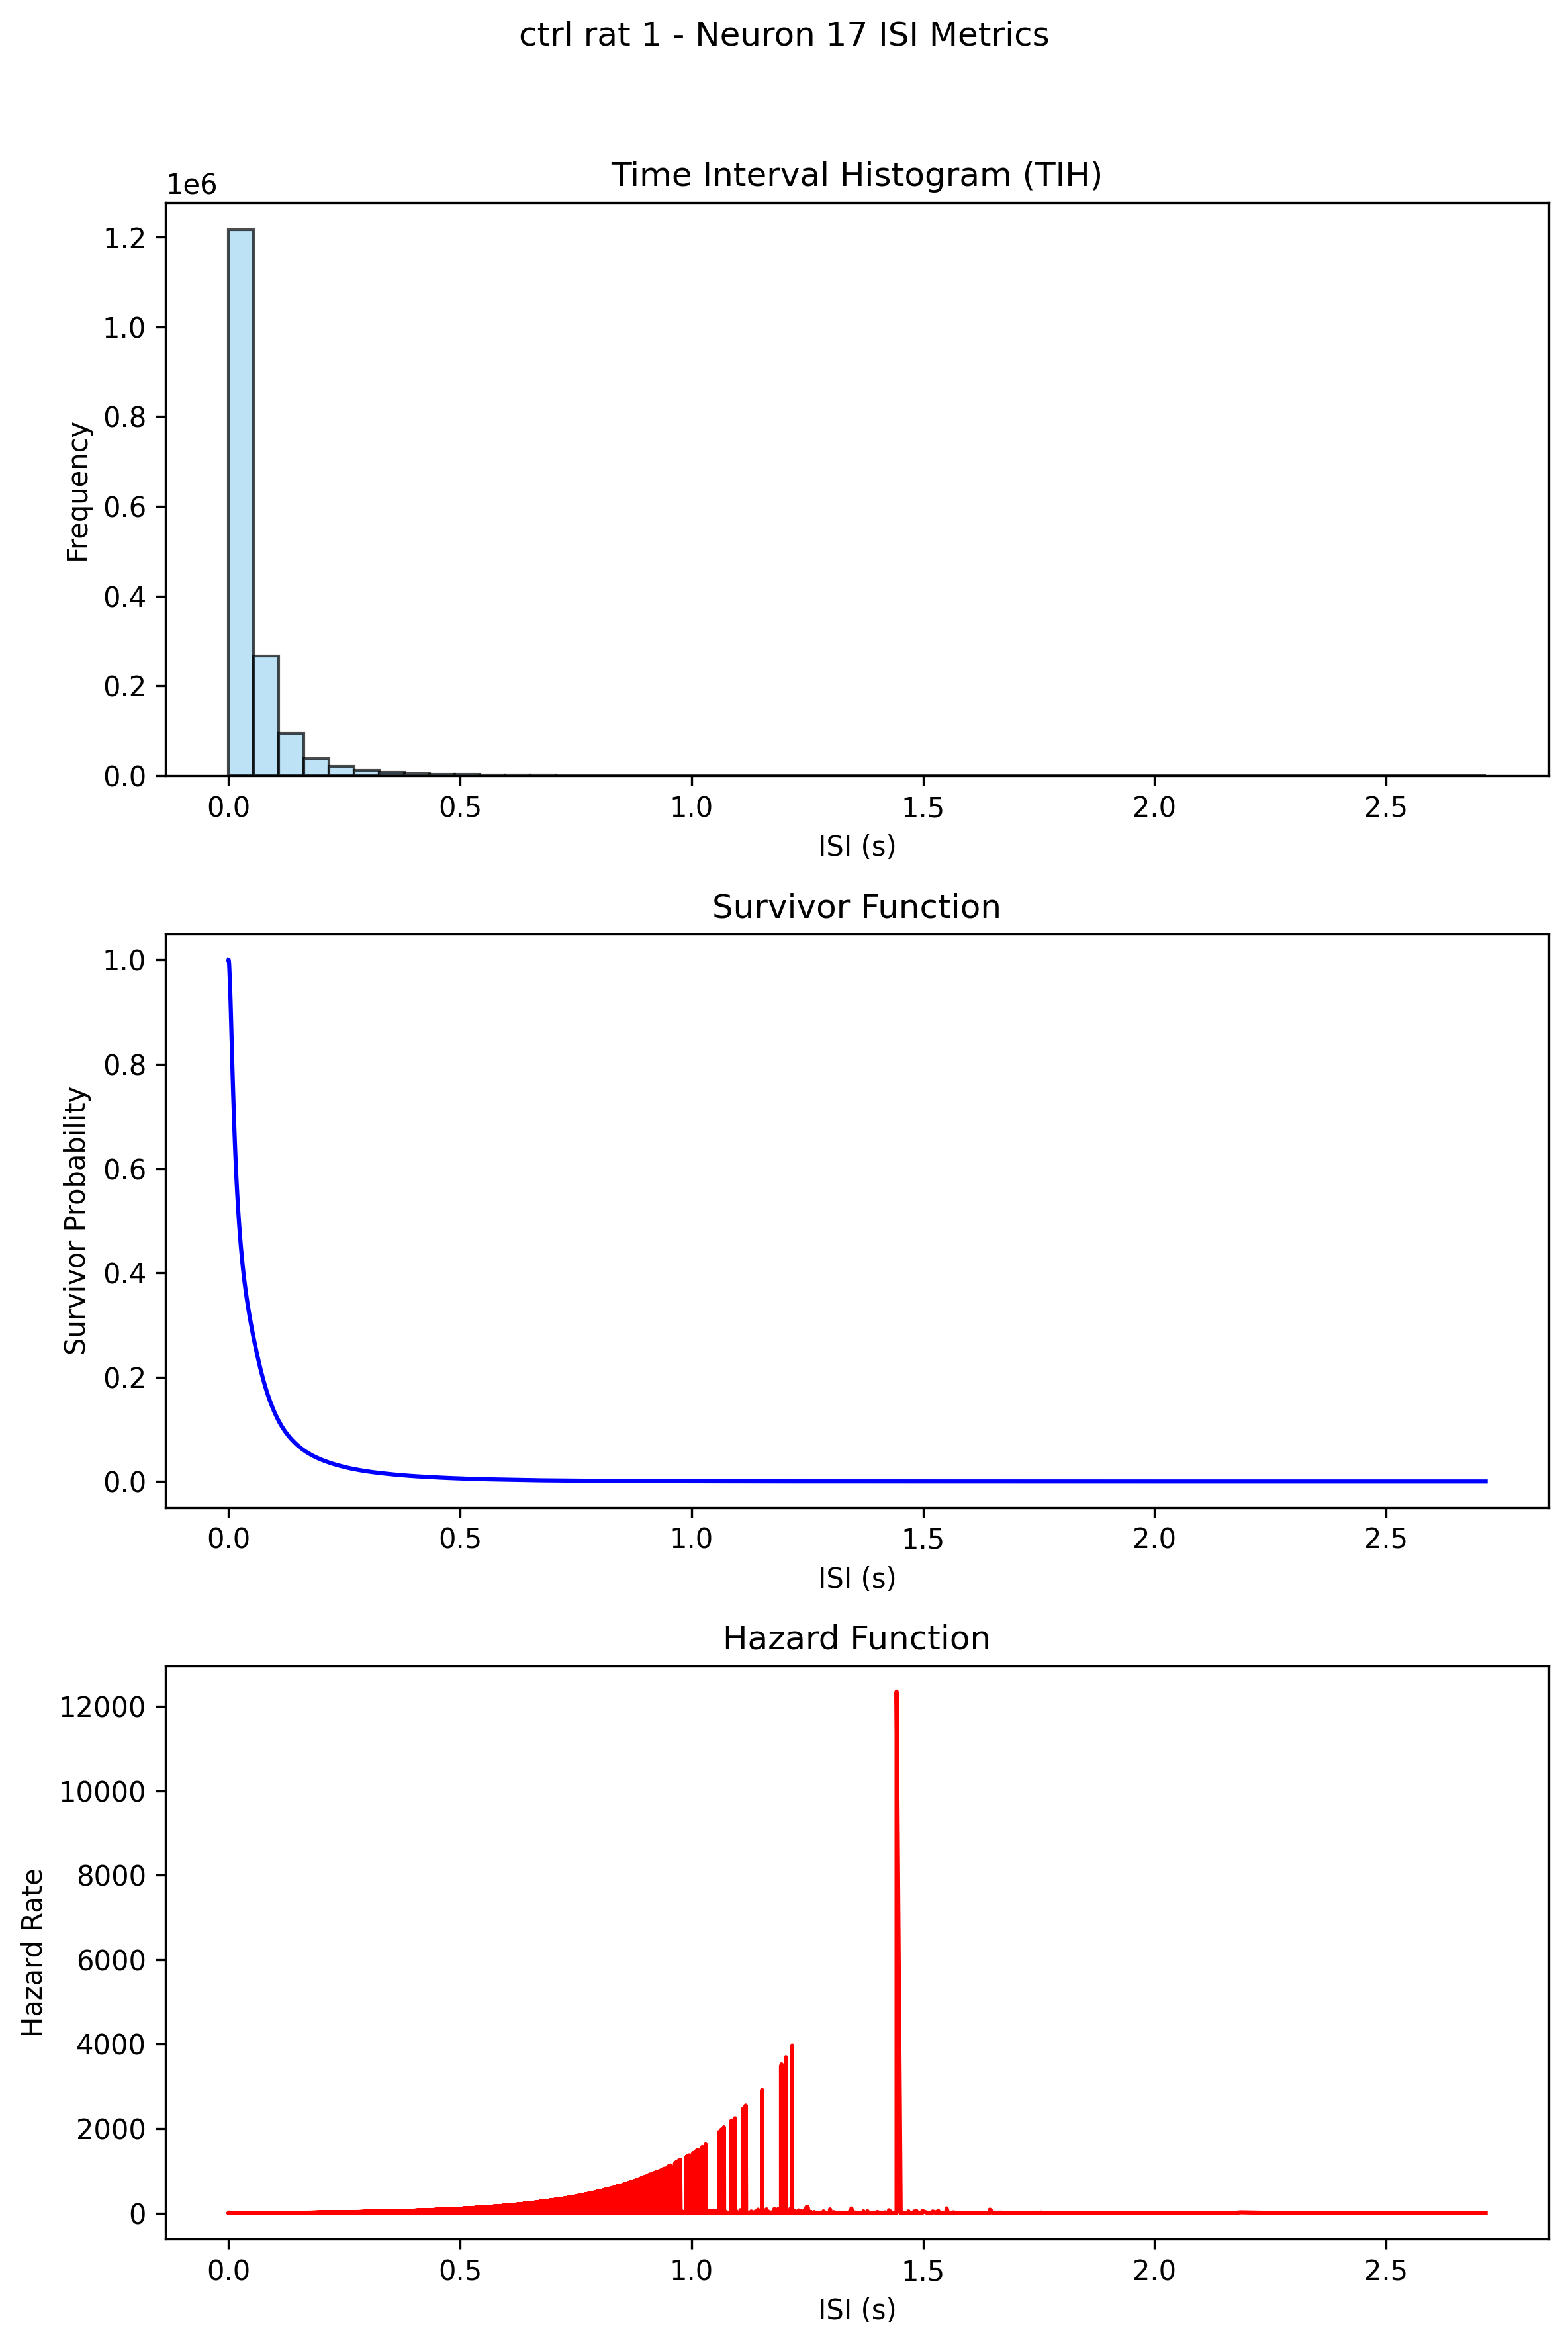 ctrl rat 1 - Neuron 17 ISI Metrics
Time Interval Histogram (TIH)
1e6
1.2
1.0
0.8
0.6
0.4
0.2
0.0
Frequency
0.0 0.5 1.0 1.5 2.0 2.5
ISI (s)
Survivor Function
1.0
0.8
0.6
0.4
0.2
0.0
Survivor Probability
0.0 0.5 1.0 1.5 2.0 2.5
ISI (s)
Hazard Function
12000
10000
8000
6000
4000
2000
0
Hazard Rate
0.0 0.5 1.0 1.5 2.0 2.5
ISI (s)